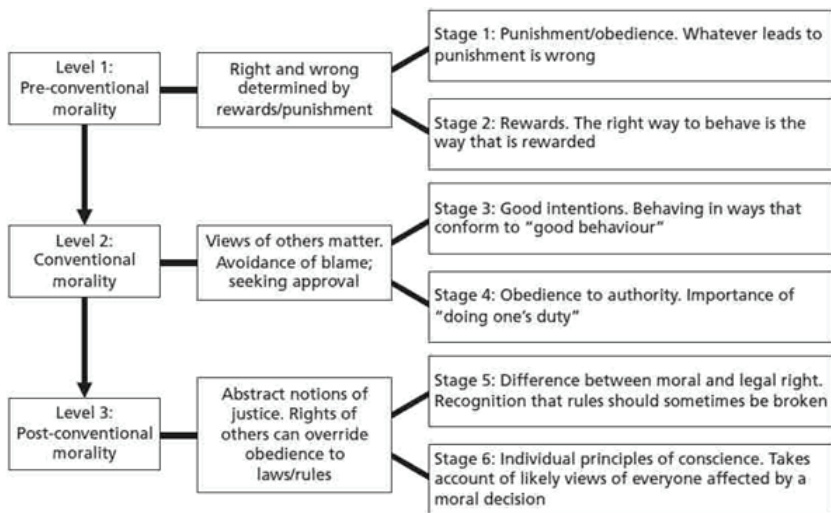 Level 1:
Pre-conventional
morality
Right and wrong
determined by
rewards/punishment
Stage 1: Punishment/obedience. Whatever leads to
punishment is wrong
Stage 2: Rewards. The right way to behave is the
way that is rewarded
Level 2:
Conventional
morality
Views of others matter.
Avoidance of blame;
seeking approval
Stage 3: Good intentions. Behaving in ways that
conform to “good behaviour”
Stage 4: Obedience to authority. Importance of
“doing one’s duty”
Level 3:
Post-conventional
morality
Abstract notions of
justice. Rights of
others can override
obedience to
laws/rules
Stage 5: Difference between moral and legal right.
Recognition that rules should sometimes be broken
Stage 6: Individual principles of conscience. Takes
account of likely views of everyone affected by a
moral decision